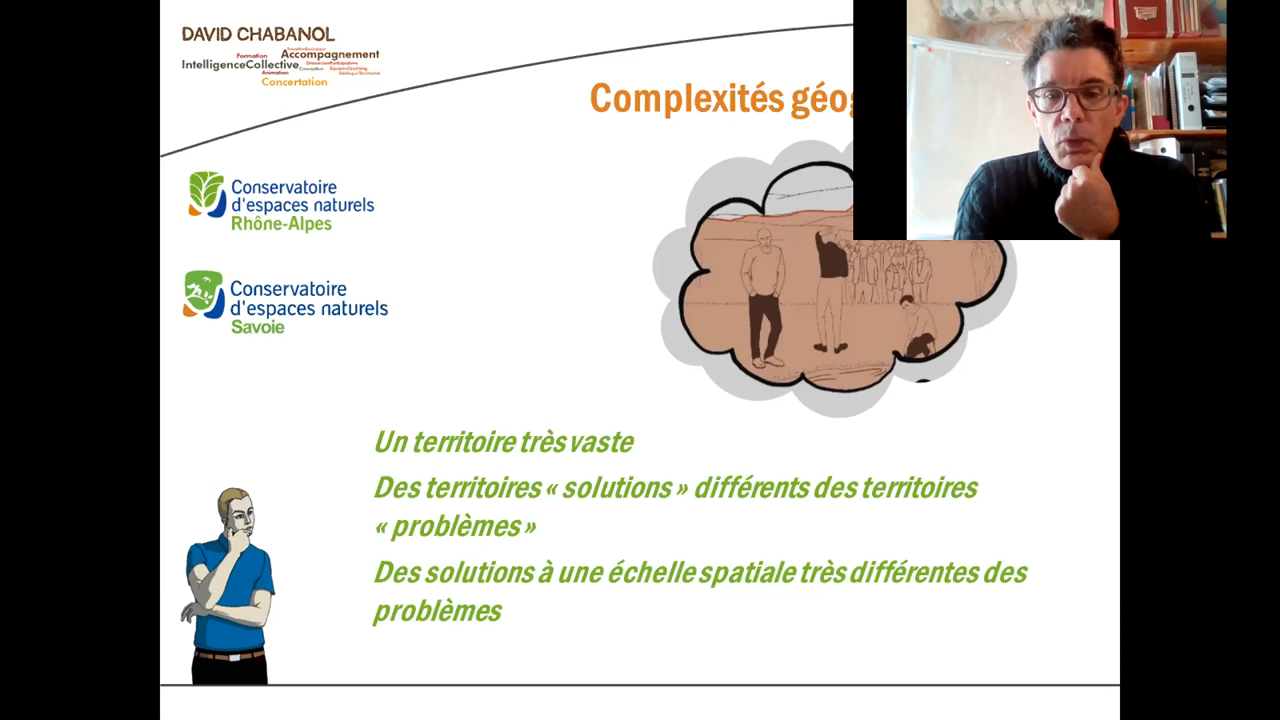 DAVID CHABANOL
Formation
Accompagnement
IntelligenceCollective
Animation
Concertation
Complexités géog
Conservatoire
d'espaces naturels
Rhône-Alpes
Conservatoire
d'espaces naturels
Savoie
Un territoire très vaste
Des territoires « solutions » différents des territoires
« problèmes »
Des solutions à une échelle spatiale très différentes des
problèmes